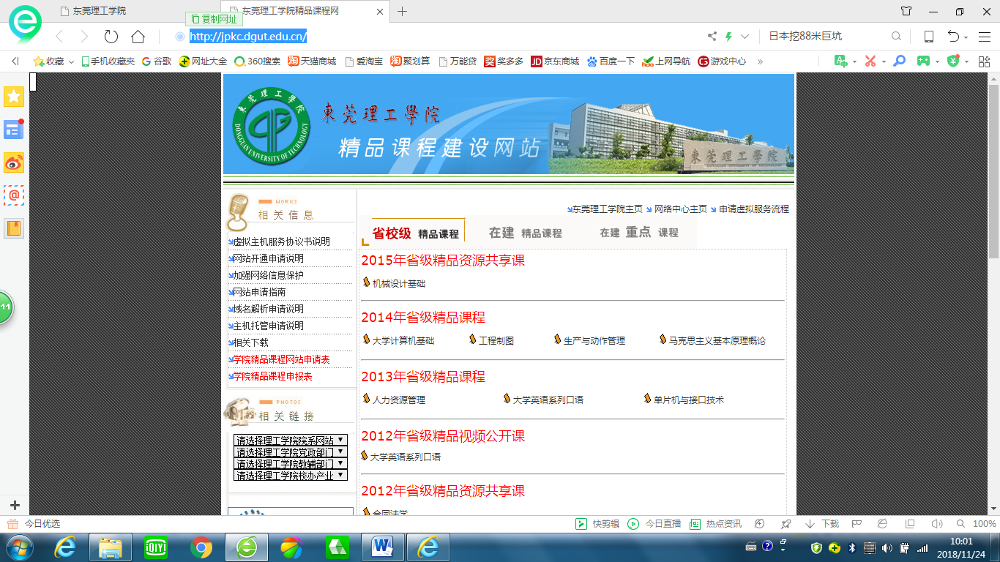 东莞理工学院
东莞理工学院精品课程网
复制网址
http://jpkc.dgut.edu.cn/
日本挖88米巨坑
收藏 手机收藏夹 谷歌 网址大全 360搜索 天猫商城 爱淘宝 聚划算 万能贷 奖多多 京东商城 百度一下 上网导航 游戏中心 »
東莞理工學院
精品课程建设网站
東莞理工學院
DONGGUAN UNIVERSITY OF TECHNOLOGY
東莞理工學院
WORKS
相关信息
虚拟主机服务协议书说明
网站开通申请说明
加强网络信息保护
网站申请指南
域名解析申请说明
主机托管申请说明
相关下载
学院精品课程网站申请表
学院精品课程申报表
PHOTOS
相关链接
请选择理工学院院系网站
请选择理工学院党政部门
请选择理工学院教辅部门
请选择理工学院校办产业
东莞理工学院主页 网络中心主页 申请虚拟服务流程
省校级 精品课程 在建 精品课程 在建 重点 课程
2015年省级精品资源共享课
机械设计基础
2014年省级精品课程
大学计算机基础 工程制图 生产与动作管理 马克思主义基本原理概论
2013年省级精品课程
人力资源管理 大学英语系列口语 单片机与接口技术
2012年省级精品视频公开课
大学英语系列口语
2012年省级精品资源共享课
合同法学
44
今日优选
快剪辑 今日直播 热点资讯 下载 100%
10:01
2018/11/24